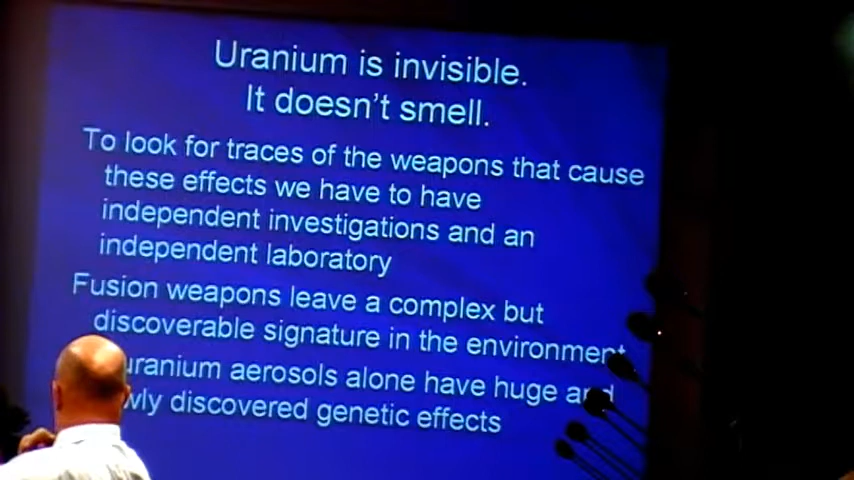 Uranium is invisible.
It doesn't smell.
To look for traces of the weapons that cause
these effects we have to have
independent investigations and an
independent laboratory
Fusion weapons leave a complex but
discoverable signature in the environment
uranium aerosols alone have huge and
discovered genetic effects